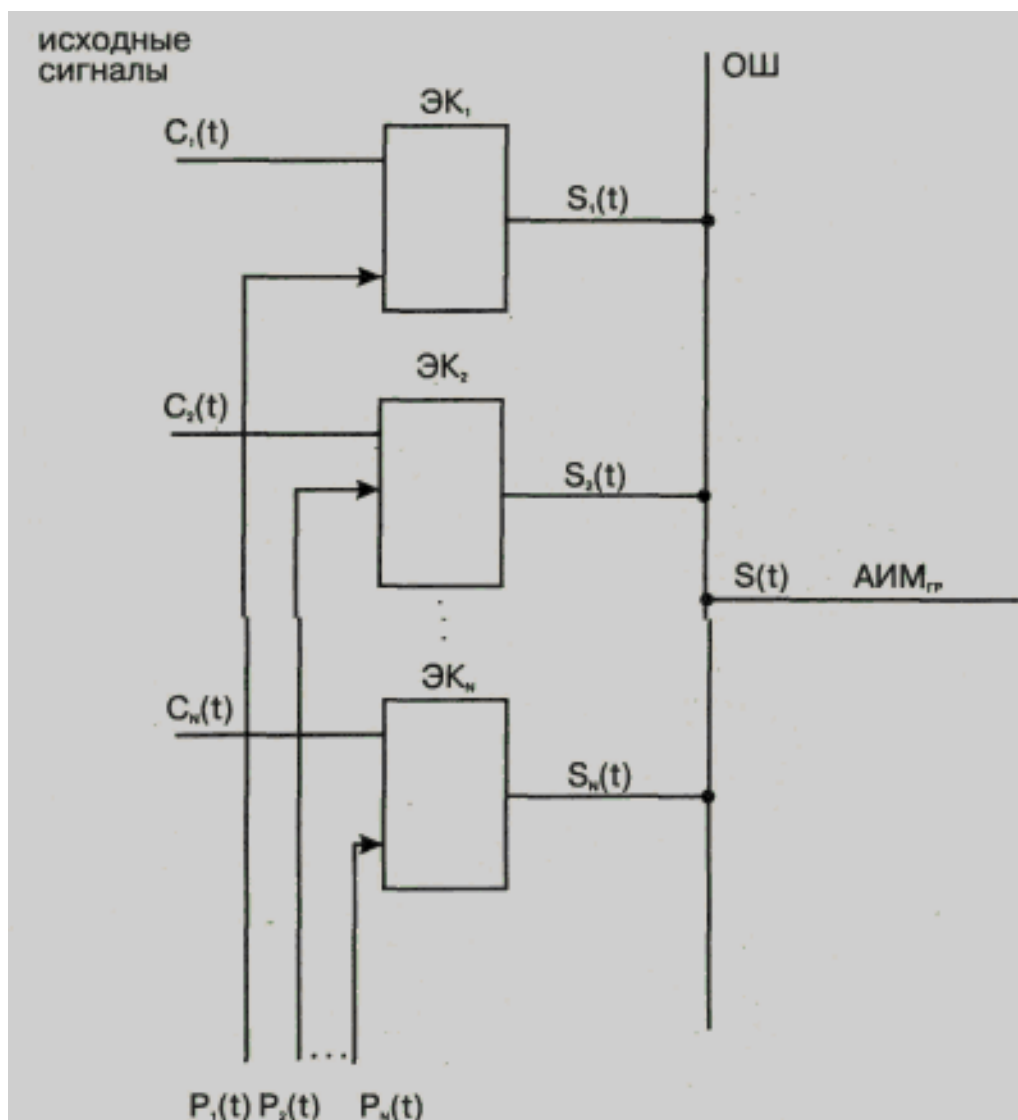 исходные
сигналы
ОШ
ЭК₁
C₁(t)
S₁(t)
ЭК₂
C₂(t)
S₂(t)
S(t) АИМгр
ЭКN
CN(t)
SN(t)
P₁(t) P₂(t) PN(t)